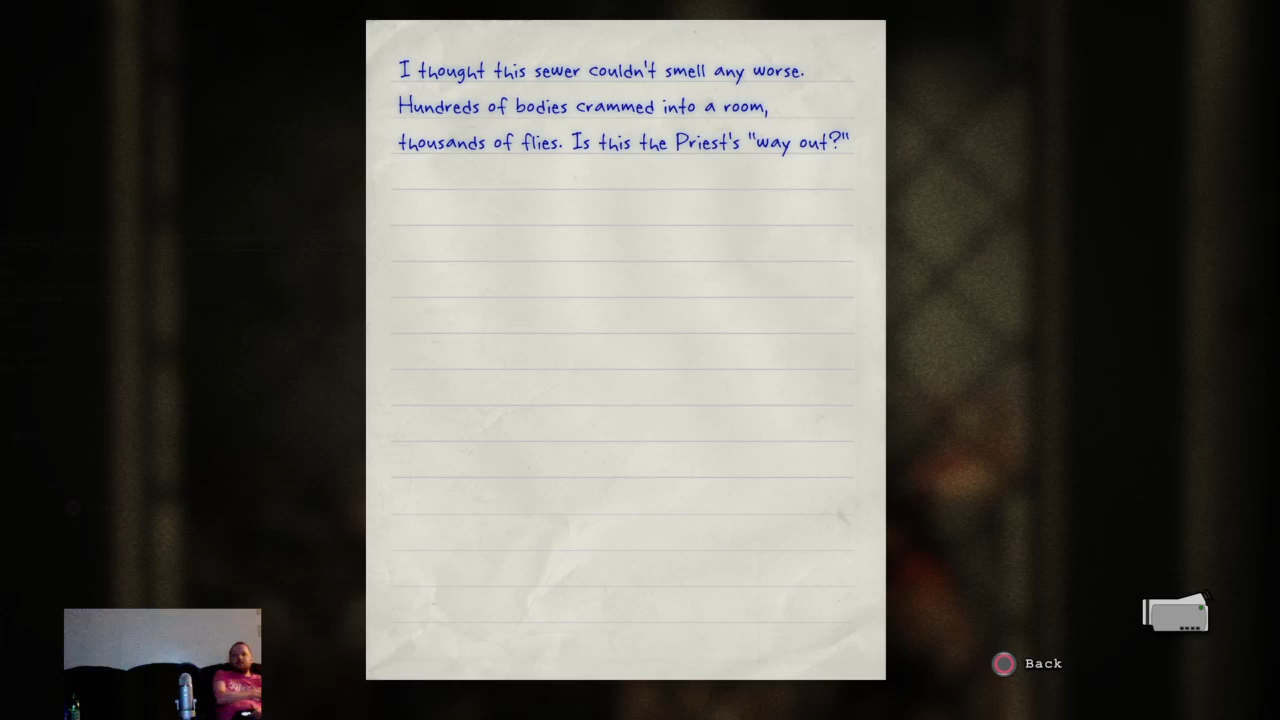 I thought this sewer couldn't smell any worse.
Hundreds of bodies crammed into a room,
thousands of flies. Is this the Priest's "way out?"
Back